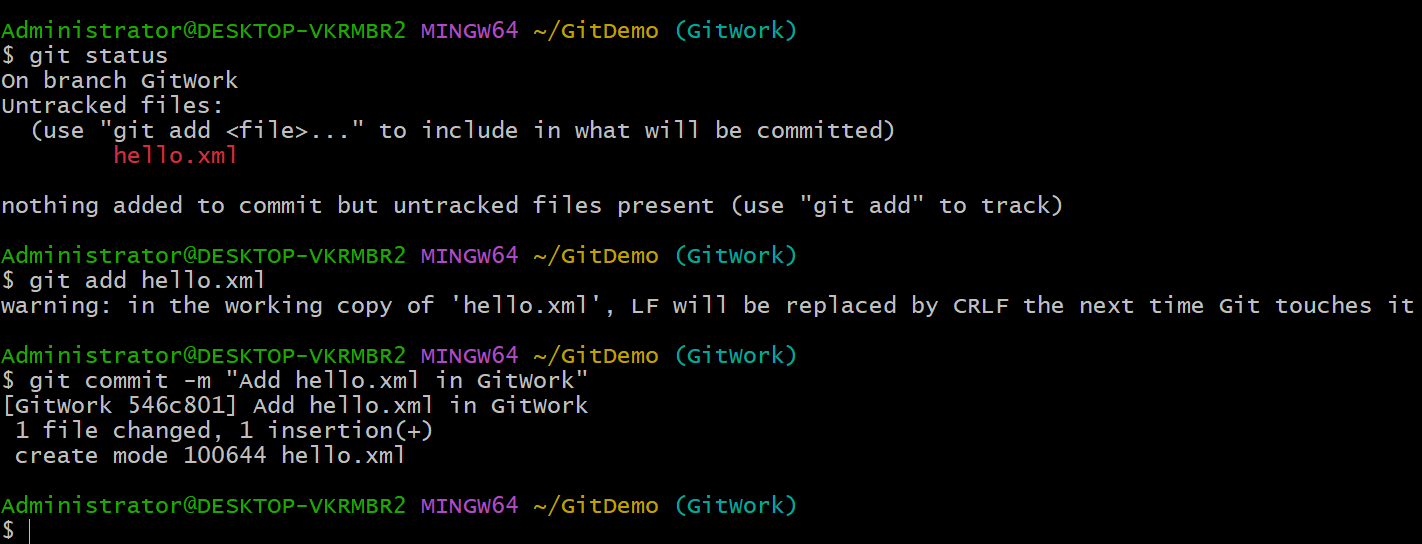 Administrator@DESKTOP-VKRMBR2 MINGW64 ~/GitDemo (GitWork)
$ git status
On branch GitWork
Untracked files:
  (use "git add <file>..." to include in what will be committed)
        hello.xml

nothing added to commit but untracked files present (use "git add" to track)

Administrator@DESKTOP-VKRMBR2 MINGW64 ~/GitDemo (GitWork)
$ git add hello.xml
warning: in the working copy of 'hello.xml', LF will be replaced by CRLF the next time Git touches it

Administrator@DESKTOP-VKRMBR2 MINGW64 ~/GitDemo (GitWork)
$ git commit -m "Add hello.xml in GitWork"
[GitWork 546c801] Add hello.xml in GitWork
 1 file changed, 1 insertion(+)
 create mode 100644 hello.xml

Administrator@DESKTOP-VKRMBR2 MINGW64 ~/GitDemo (GitWork)
$